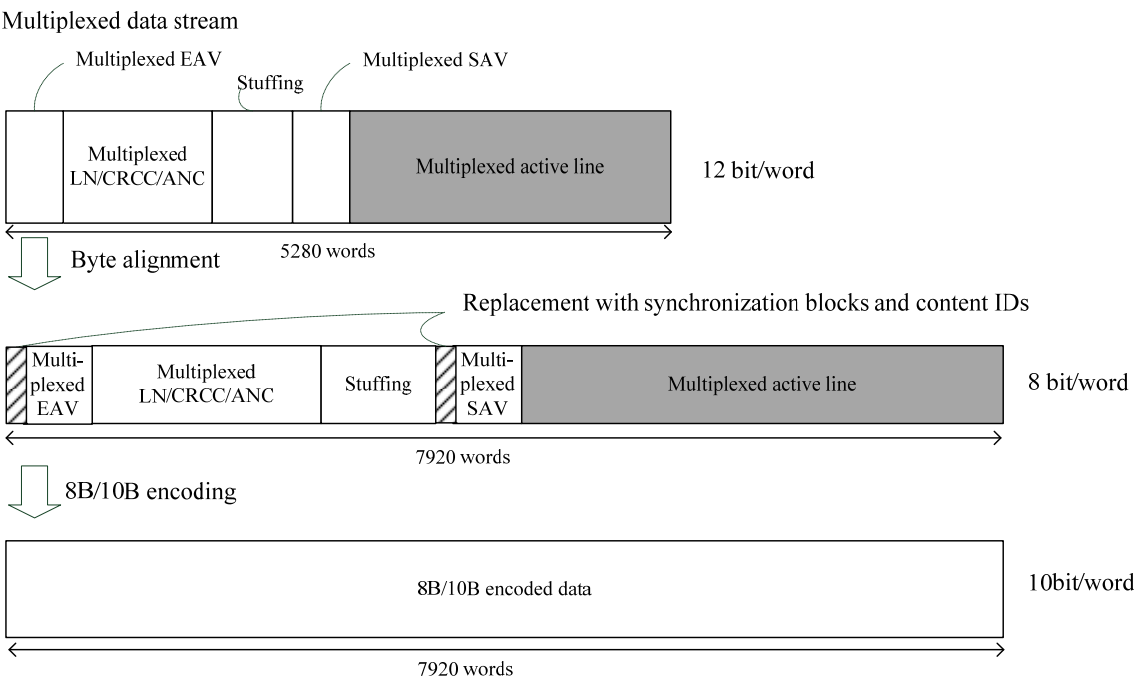 Multiplexed data stream
Multiplexed EAV
Multiplexed SAV
Stuffing
Multiplexed
LN/CRCC/ANC
Multiplexed active line
12 bit/word
5280 words
Byte alignment
Replacement with synchronization blocks and content IDs
Multi-
plexed
EAV
Multiplexed
LN/CRCC/ANC
Stuffing
Multi-
plexed
SAV
Multiplexed active line
8 bit/word
7920 words
8B/10B encoding
8B/10B encoded data
10bit/word
7920 words